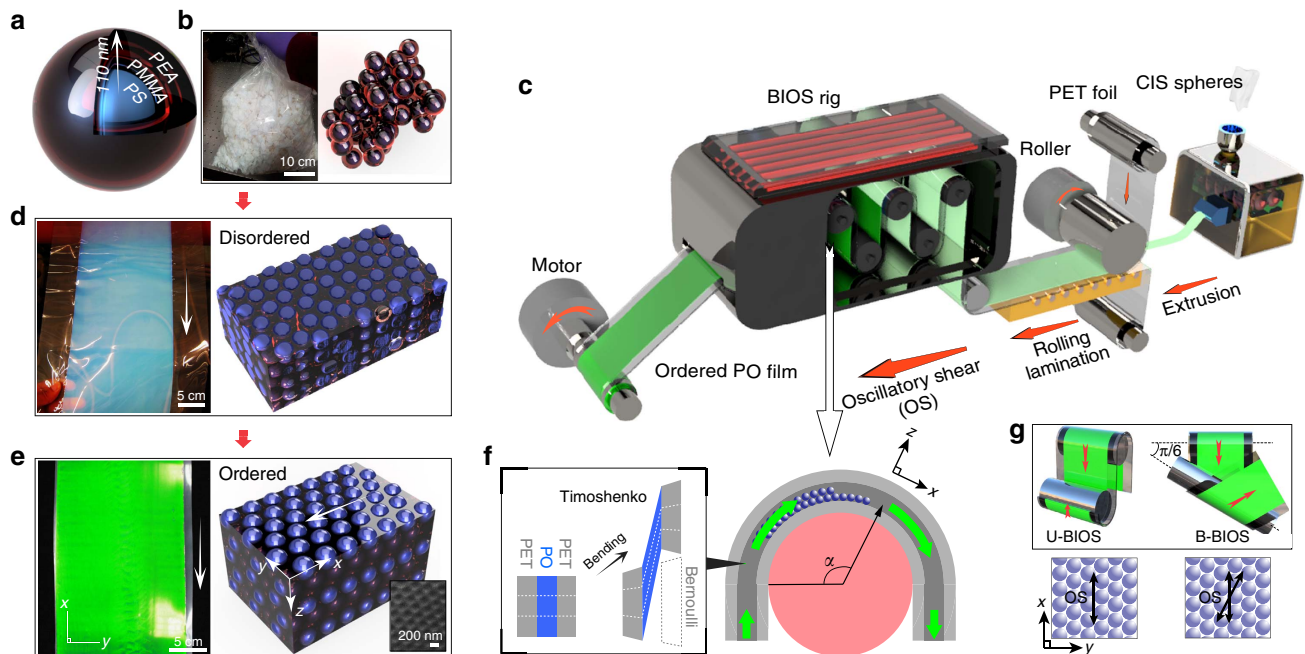 a
110 nm
PEA
PMMA
PS
b
10 cm
c
BIOS rig
PET foil
CIS spheres
Roller
Motor
Extrusion
Rolling
lamination
Ordered PO film
Oscillatory shear
(OS)
d
Disordered
5 cm
e
Ordered
x
y
5 cm
y
x
z
200 nm
f
Timoshenko
PET
PO
PET
Bending
Bernoulli
z
x
α
g
π/6
U-BIOS
B-BIOS
OS
OS
x
y